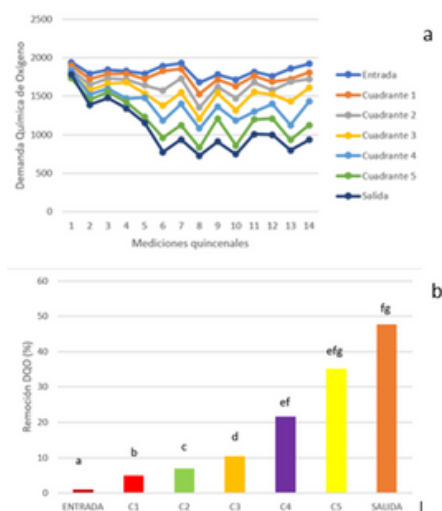 a
2500
2000
1500
1000
500
0
Demanda Química de Oxígeno
1 2 3 4 5 6 7 8 9 10 11 12 13 14
Mediciones quincenales
Entrada
Cuadrante 1
Cuadrante 2
Cuadrante 3
Cuadrante 4
Cuadrante 5
Salida
b
60
50
40
30
20
10
0
Remoción DQO (%)
a b c d ef efg fg
ENTRADA C1 C2 C3 C4 C5 SALIDA